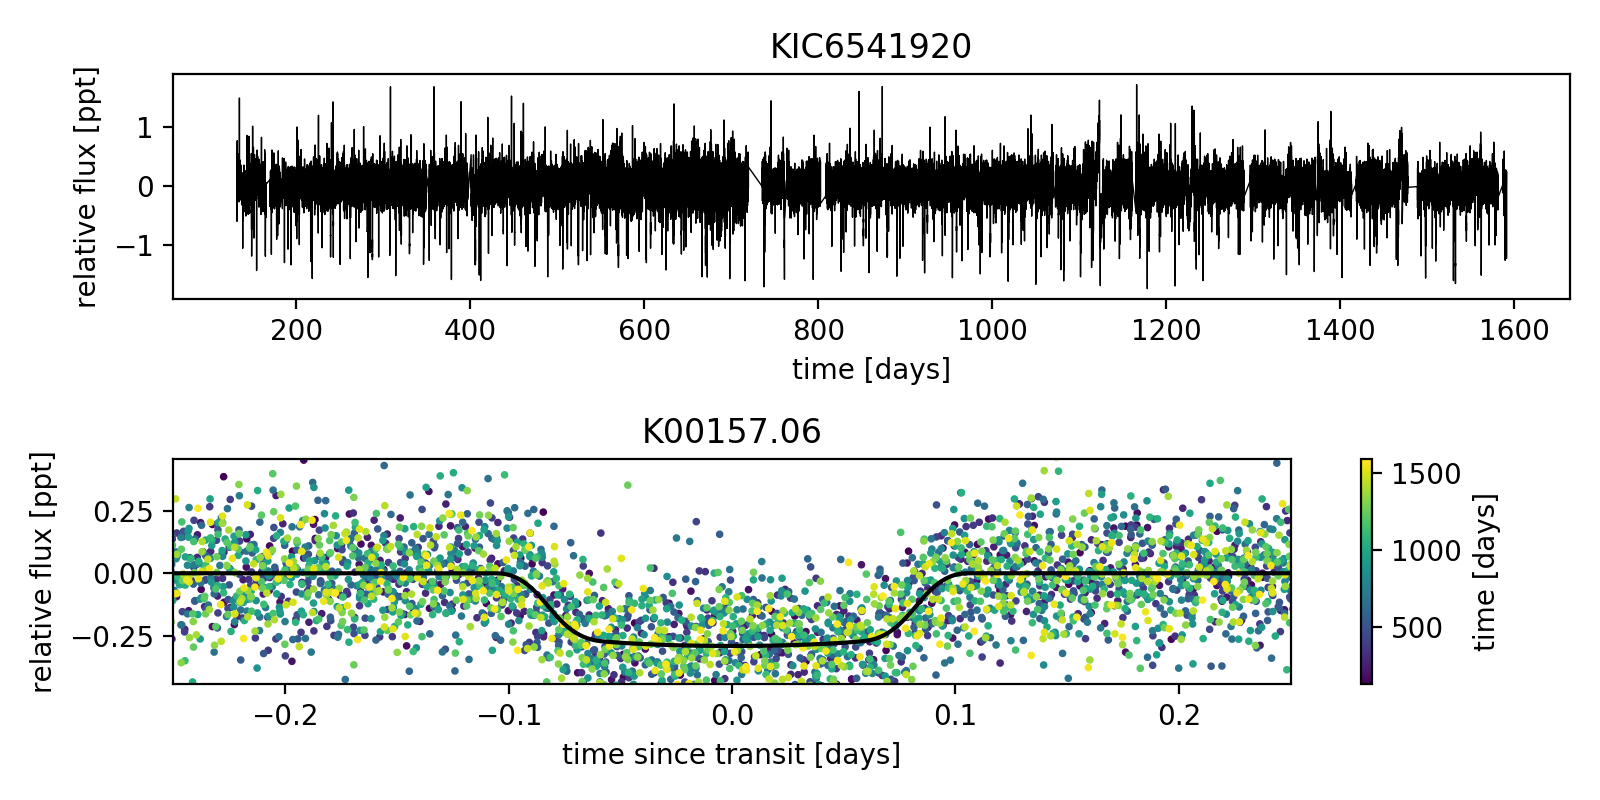 KIC6541920
relative flux [ppt]
1
0
−1
200 400 600 800 1000 1200 1400 1600
time [days]
K00157.06
relative flux [ppt]
0.25
0.00
−0.25
−0.2 −0.1 0.0 0.1 0.2
time since transit [days]
1500
1000
500
time [days]